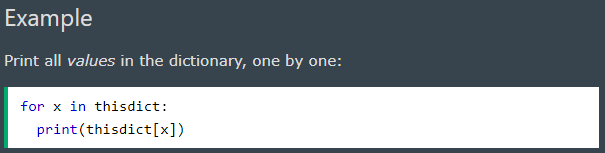 Example
Print all values in the dictionary, one by one:
for x in thisdict:
  print(thisdict[x])